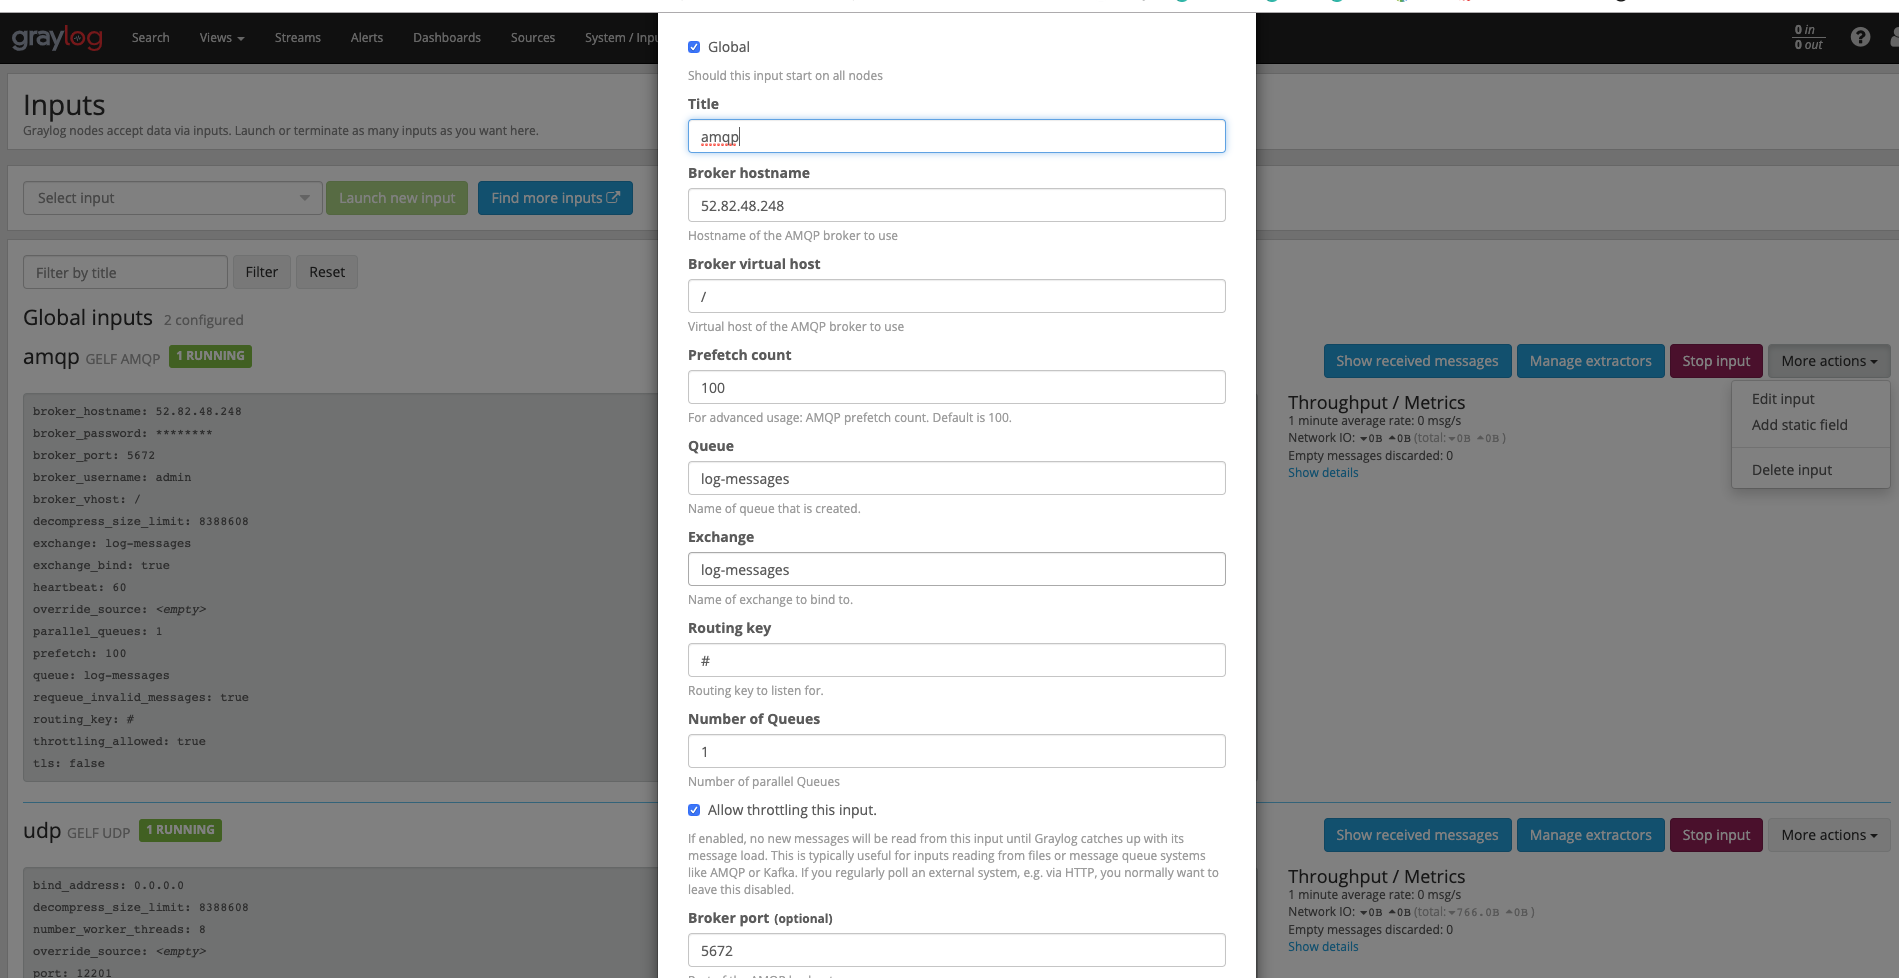 graylog
Search
Views
Streams
Alerts
Dashboards
Sources
System / Inpu
0 in
0 out
Inputs
Graylog nodes accept data via inputs. Launch or terminate as many inputs as you want here.
Select input
Launch new input
Find more inputs
Filter by title
Filter
Reset
Global inputs 2 configured
amqp GELF AMQP 1 RUNNING
broker_hostname: 52.82.48.248
broker_password: ********
broker_port: 5672
broker_username: admin
broker_vhost: /
decompress_size_limit: 8388608
exchange: log-messages
exchange_bind: true
heartbeat: 60
override_source: <empty>
parallel_queues: 1
prefetch: 100
queue: log-messages
requeue_invalid_messages: true
routing_key: #
throttling_allowed: true
tls: false
udp GELF UDP 1 RUNNING
bind_address: 0.0.0.0
decompress_size_limit: 8388608
number_worker_threads: 8
override_source: <empty>
port: 12201
Global
Should this input start on all nodes
Title
amqp
Broker hostname
52.82.48.248
Hostname of the AMQP broker to use
Broker virtual host
/
Virtual host of the AMQP broker to use
Prefetch count
100
For advanced usage: AMQP prefetch count. Default is 100.
Queue
log-messages
Name of queue that is created.
Exchange
log-messages
Name of exchange to bind to.
Routing key
#
Routing key to listen for.
Number of Queues
1
Number of parallel Queues
Allow throttling this input.
If enabled, no new messages will be read from this input until Graylog catches up with its
message load. This is typically useful for inputs reading from files or message queue systems
like AMQP or Kafka. If you regularly poll an external system, e.g. via HTTP, you normally want to
leave this disabled.
Broker port (optional)
5672
Show received messages
Manage extractors
Stop input
More actions
Edit input
Add static field
Delete input
Throughput / Metrics
1 minute average rate: 0 msg/s
Network IO: 0B 0B (total: 0B 0B )
Empty messages discarded: 0
Show details
Show received messages
Manage extractors
Stop input
More actions
Throughput / Metrics
1 minute average rate: 0 msg/s
Network IO: 0B 0B (total: 766.0B 0B )
Empty messages discarded: 0
Show details